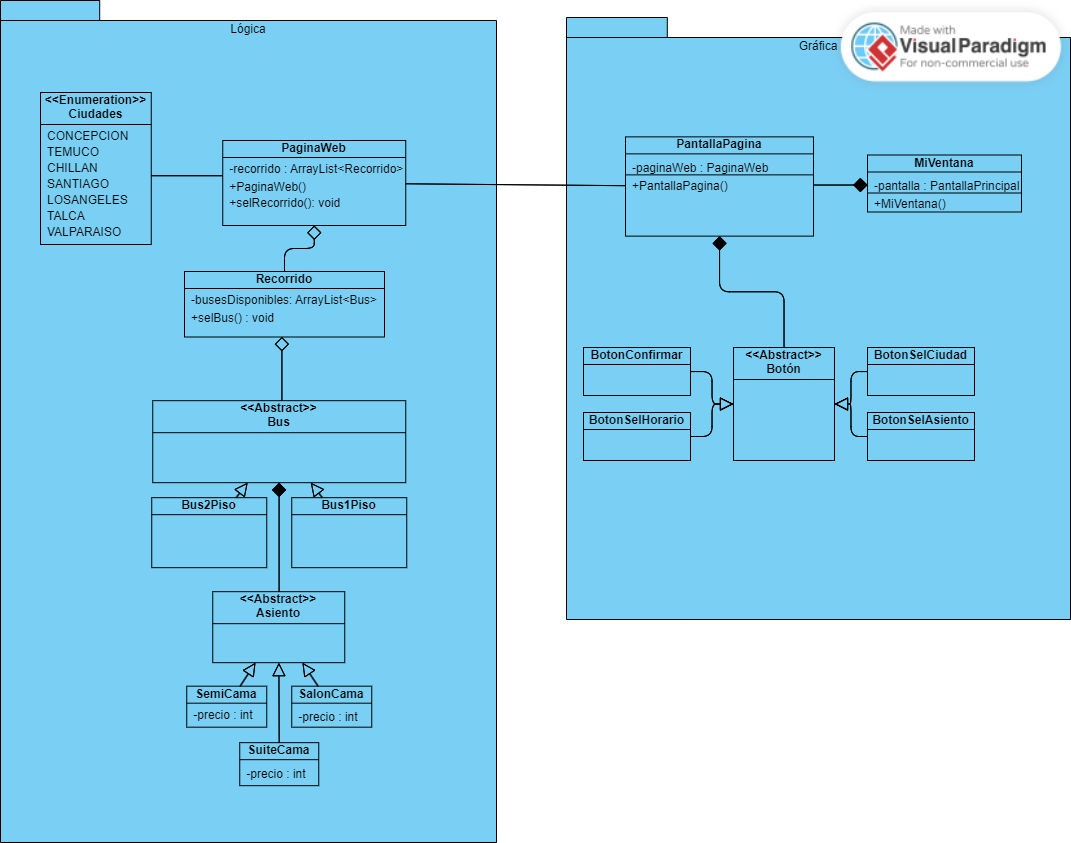 Lógica
<<Enumeration>>
Ciudades
CONCEPCION
TEMUCO
CHILLAN
SANTIAGO
LOSANGELES
TALCA
VALPARAISO
PaginaWeb
-recorrido : ArrayList<Recorrido>
+PaginaWeb()
+selRecorrido(): void
Recorrido
-busesDisponibles: ArrayList<Bus>
+selBus() : void
<<Abstract>>
Bus
Bus2Piso
Bus1Piso
<<Abstract>>
Asiento
SemiCama
-precio : int
SalonCama
-precio : int
SuiteCama
-precio : int
Gráfica
Made with
Visual Paradigm
For non-commercial use
PantallaPagina
-paginaWeb : PaginaWeb
+PantallaPagina()
MiVentana
-pantalla : PantallaPrincipal
+MiVentana()
BotonConfirmar
<<Abstract>>
Botón
BotonSelCiudad
BotonSelHorario
BotonSelAsiento